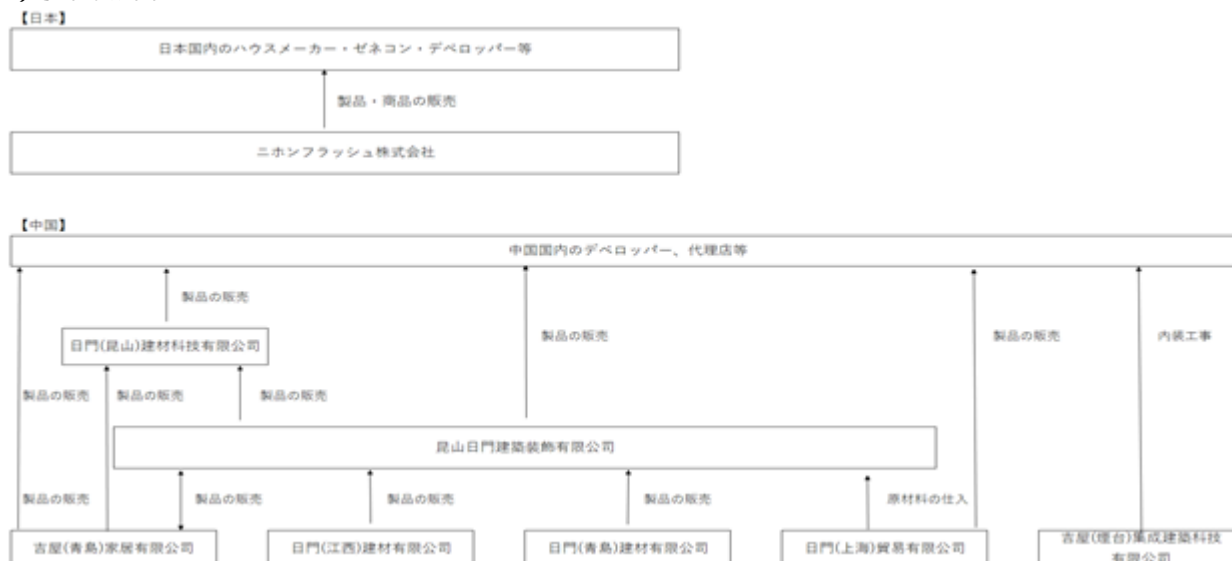 【日本】
日本国内のハウスメーカー・ゼネコン・デベロッパー等
製品・商品の販売
ニホンフラッシュ株式会社
【中国】
中国国内のデベロッパー、代理店等
製品の販売
日門(昆山)建材科技有限公司
製品の販売
製品の販売
内装工事
製品の販売
製品の販売
製品の販売
昆山日門建築装飾有限公司
製品の販売
製品の販売
製品の販売
製品の販売
原材料の仕入
吉屋(青島)家居有限公司
日門(江西)建材有限公司
日門(青島)建材有限公司
日門(上海)貿易有限公司
吉屋(煙台)集成建築科技
有限公司